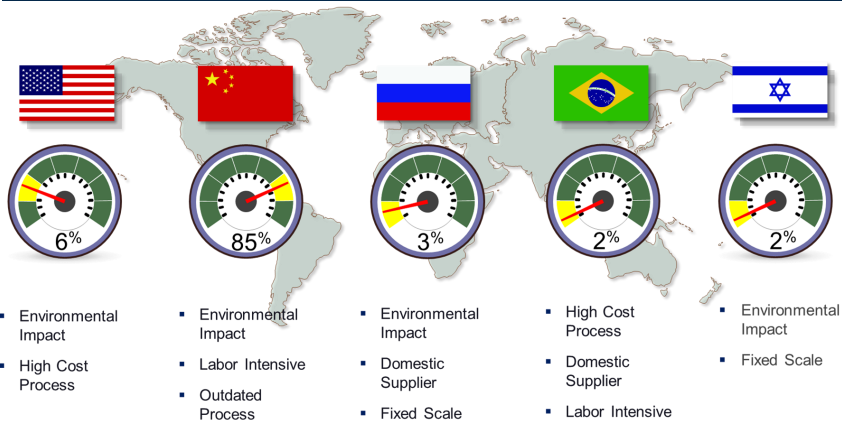 6%
85%
3%
2%
2%
Environmental
Impact
High Cost
Process
Environmental
Impact
Labor Intensive
Outdated
Process
Environmental
Impact
Domestic
Supplier
Fixed Scale
High Cost
Process
Domestic
Supplier
Labor Intensive
Environmental
Impact
Fixed Scale